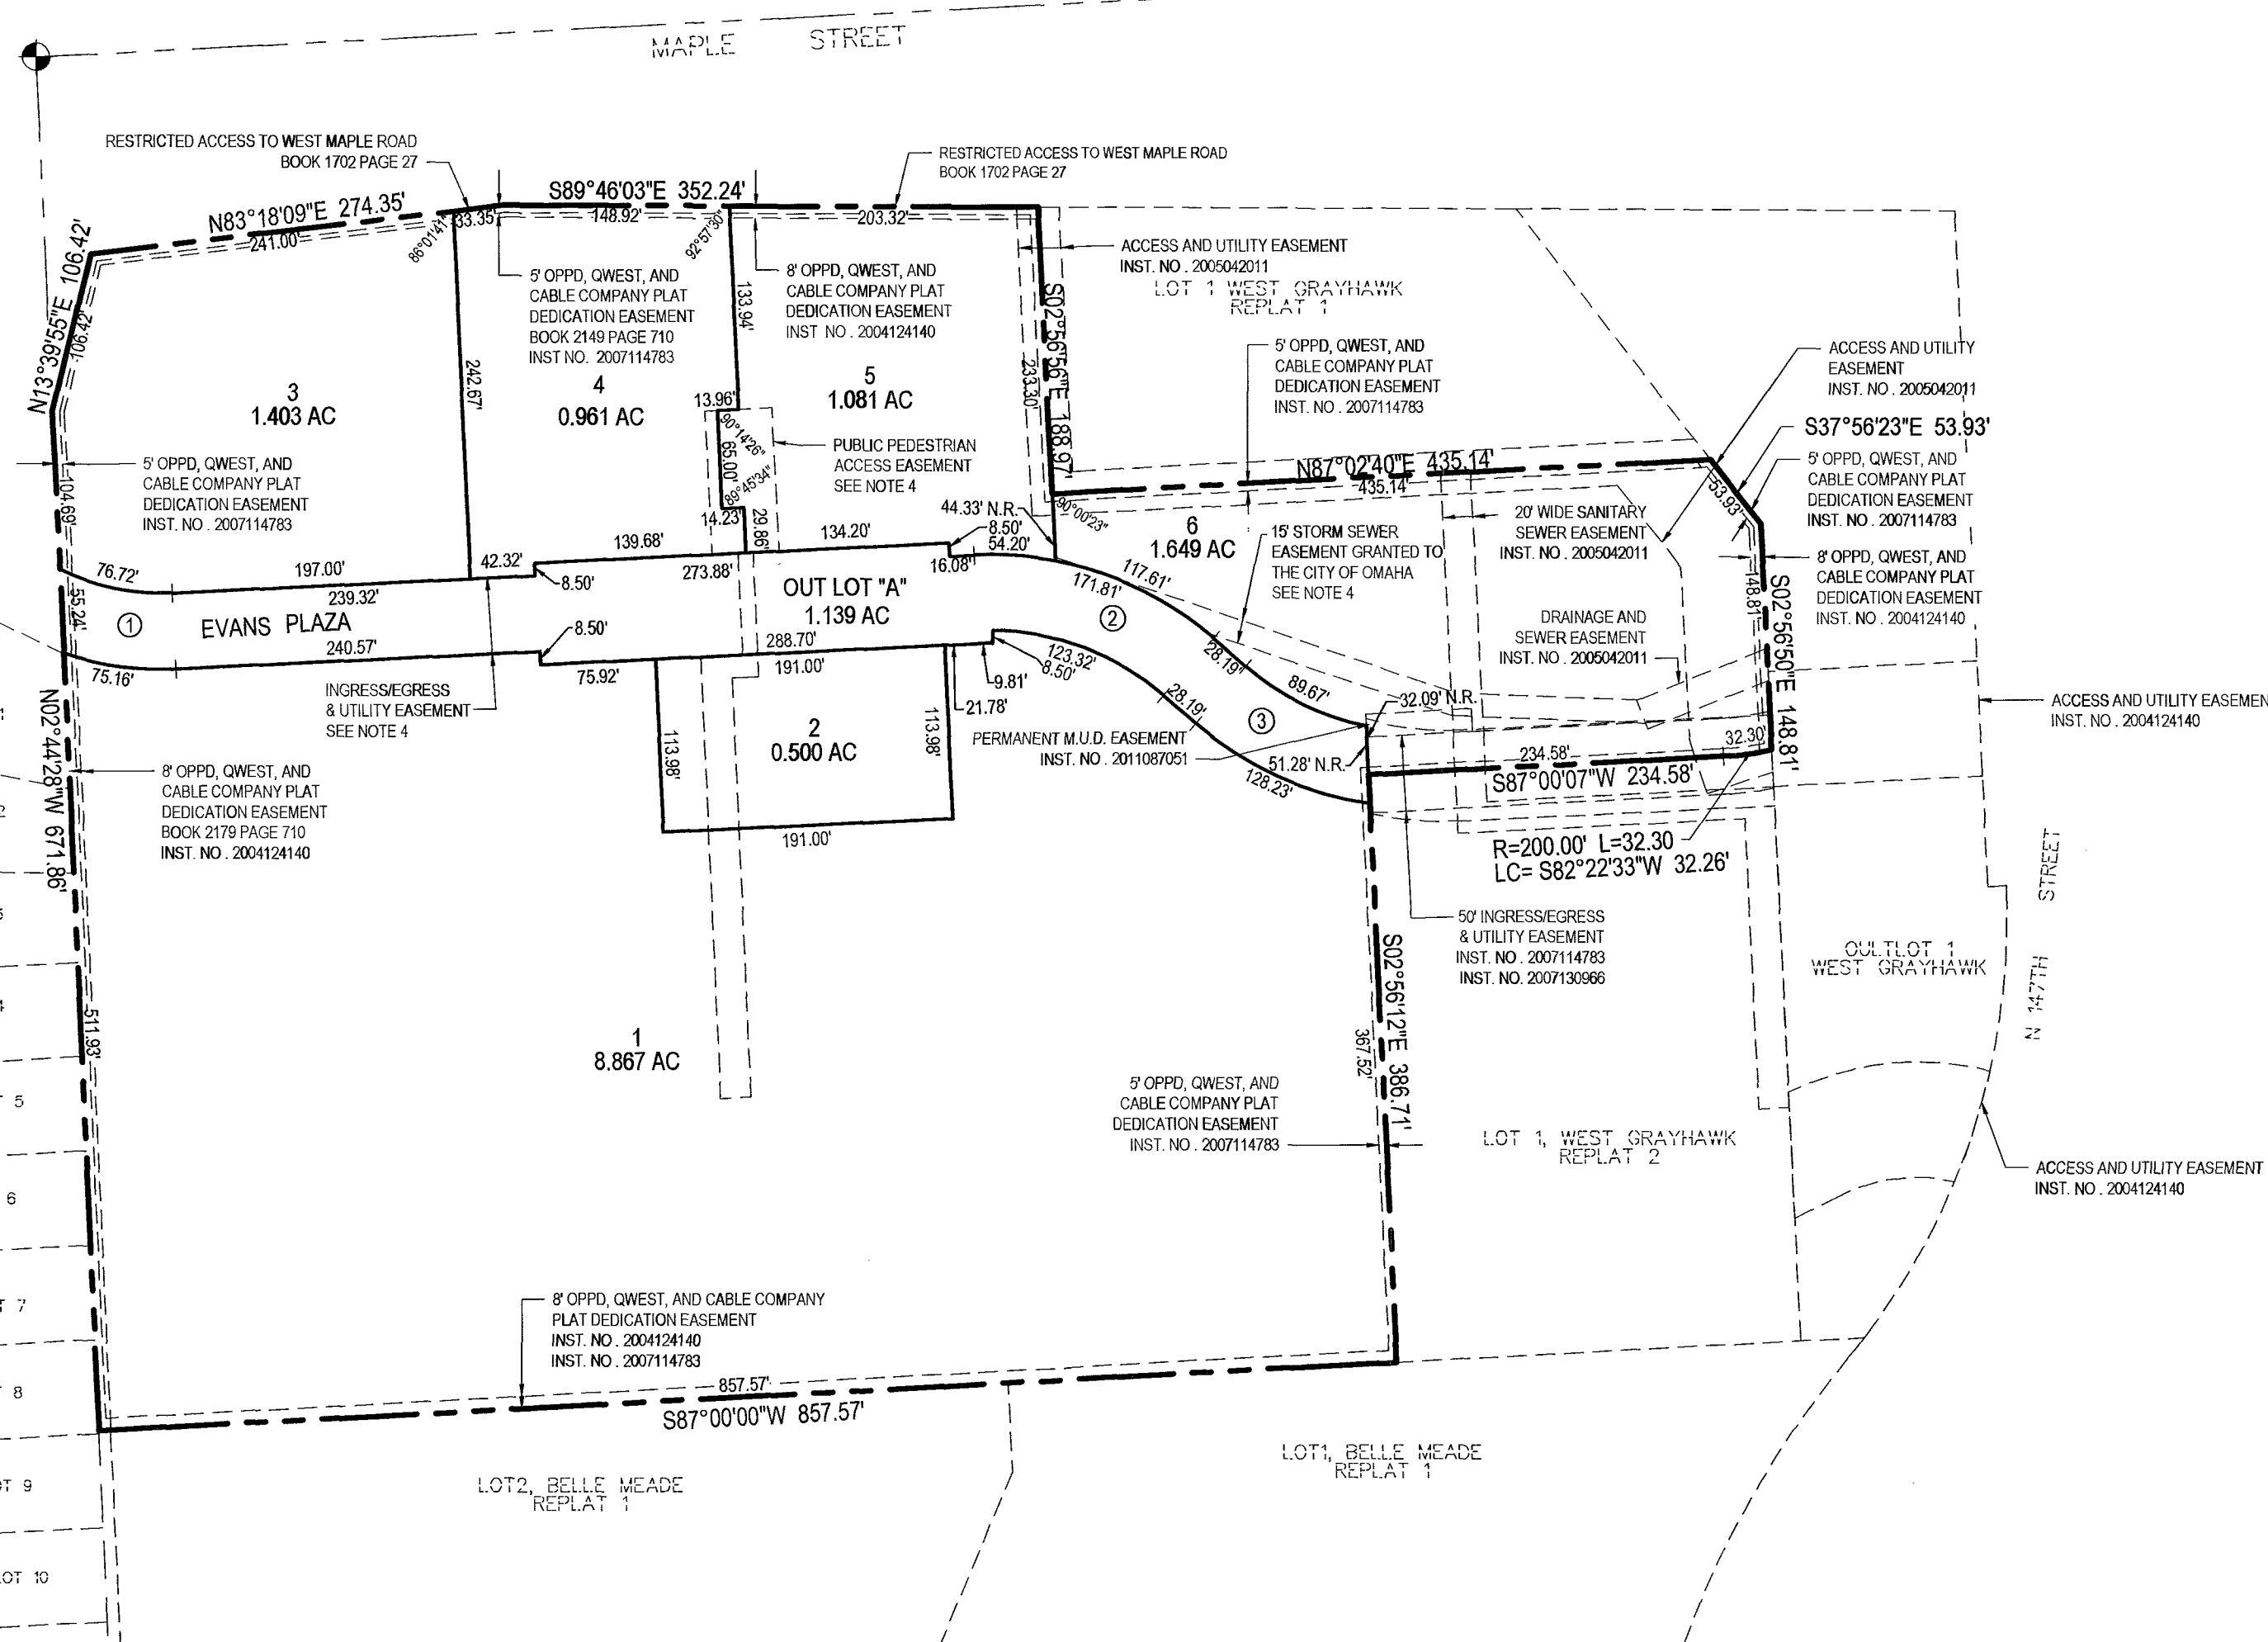 MAPLE STREET
RESTRICTED ACCESS TO WEST MAPLE ROAD
BOOK 1702 PAGE 27
RESTRICTED ACCESS TO WEST MAPLE ROAD
BOOK 1702 PAGE 27
N83°18'09"E 274.35'
241.00'
33.35'
86°01'41"
S89°46'03"E 352.24'
148.92'
92°57'30"
203.32'
N13°39'55"E 106.42'
106.42'
5' OPPD, QWEST, AND
CABLE COMPANY PLAT
DEDICATION EASEMENT
BOOK 2149 PAGE 710
INST NO. 2007114783
8' OPPD, QWEST, AND
CABLE COMPANY PLAT
DEDICATION EASEMENT
INST NO. 2004124140
ACCESS AND UTILITY EASEMENT
INST. NO. 2005042011
LOT 1 WEST GRAYHAWK
REPLAT 1
133.94'
242.67'
S02°56'56"E 188.97'
233.30'
3
1.403 AC
4
0.961 AC
5
1.081 AC
13.96'
90°14'26"
65.00'
89°45'34"
14.23'
29.86'
PUBLIC PEDESTRIAN
ACCESS EASEMENT
SEE NOTE 4
5' OPPD, QWEST, AND
CABLE COMPANY PLAT
DEDICATION EASEMENT
INST. NO. 2007114783
ACCESS AND UTILITY
EASEMENT
INST. NO. 2005042011
S37°56'23"E 53.93'
53.93'
5' OPPD, QWEST, AND
CABLE COMPANY PLAT
DEDICATION EASEMENT
INST. NO. 2007114783
8' OPPD, QWEST, AND
CABLE COMPANY PLAT
DEDICATION EASEMENT
INST. NO. 2004124140
N87°02'40"E 435.14'
435.14'
90°00'23"
6
1.649 AC
20' WIDE SANITARY
SEWER EASEMENT
INST. NO. 2005042011
15' STORM SEWER
EASEMENT GRANTED TO
THE CITY OF OMAHA
SEE NOTE 4
DRAINAGE AND
SEWER EASEMENT
INST. NO. 2005042011
148.81'
S02°56'50"E 148.81'
5' OPPD, QWEST, AND
CABLE COMPANY PLAT
DEDICATION EASEMENT
INST. NO. 2007114783
104.69'
76.72'
197.00'
239.32'
42.32'
8.50'
139.68'
273.88'
134.20'
44.33' N.R.
8.50'
54.20'
16.08'
117.61'
171.81'
28.19'
89.67'
55.24'
1
EVANS PLAZA
OUT LOT "A"
1.139 AC
2
3
75.16'
240.57'
8.50'
75.92'
288.70'
191.00'
123.32'
8.50'
9.81'
21.78'
28.19'
128.23'
32.09' N.R.
51.28' N.R.
PERMANENT M.U.D. EASEMENT
INST. NO. 2011087051
INGRESS/EGRESS
& UTILITY EASEMENT
SEE NOTE 4
2
0.500 AC
113.98'
113.98'
191.00'
234.58'
32.30'
S87°00'07"W 234.58'
R=200.00' L=32.30
LC= S82°22'33"W 32.26'
ACCESS AND UTILITY EASEMEN
INST. NO. 2004124140
N02°44'28"W 671.86'
8' OPPD, QWEST, AND
CABLE COMPANY PLAT
DEDICATION EASEMENT
BOOK 2179 PAGE 710
INST. NO. 2004124140
50' INGRESS/EGRESS
& UTILITY EASEMENT
INST. NO. 2007114783
INST. NO. 2007130966
OULTLOT 1
WEST GRAYHAWK
N 147TH STREET
S02°56'12"E 386.71'
367.52'
511.93'
1
8.867 AC
5' OPPD, QWEST, AND
CABLE COMPANY PLAT
DEDICATION EASEMENT
INST. NO. 2007114783
LOT 1, WEST GRAYHAWK
REPLAT 2
ACCESS AND UTILITY EASEMENT
INST. NO. 2004124140
8' OPPD, QWEST, AND CABLE COMPANY
PLAT DEDICATION EASEMENT
INST. NO. 2004124140
INST. NO. 2007114783
857.57'
S87°00'00"W 857.57'
LOT2, BELLE MEADE
REPLAT 1
LOT1, BELLE MEADE
REPLAT 1
5
6
T 7
8
OT 9
OT 10